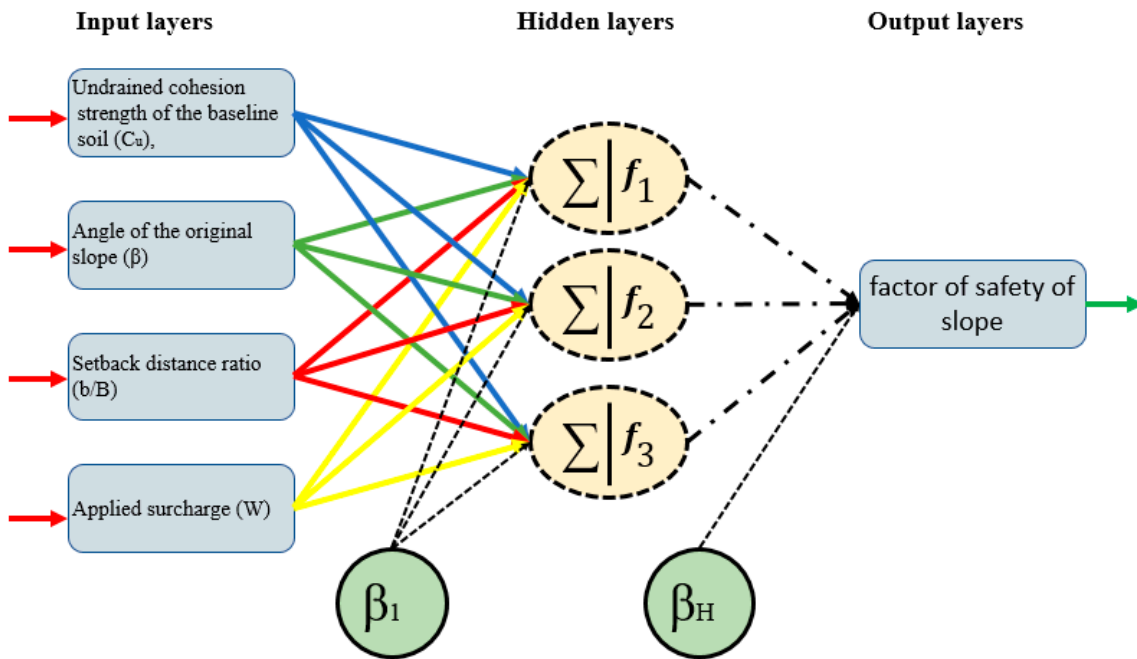 Input layers
Hidden layers
Output layers
Undrained cohesion
strength of the baseline
soil (Cu),
Angle of the original
slope (β)
Setback distance ratio
(b/B)
Applied surcharge (W)
∑ f1
∑ f2
∑ f3
factor of safety of
slope
β1
βH